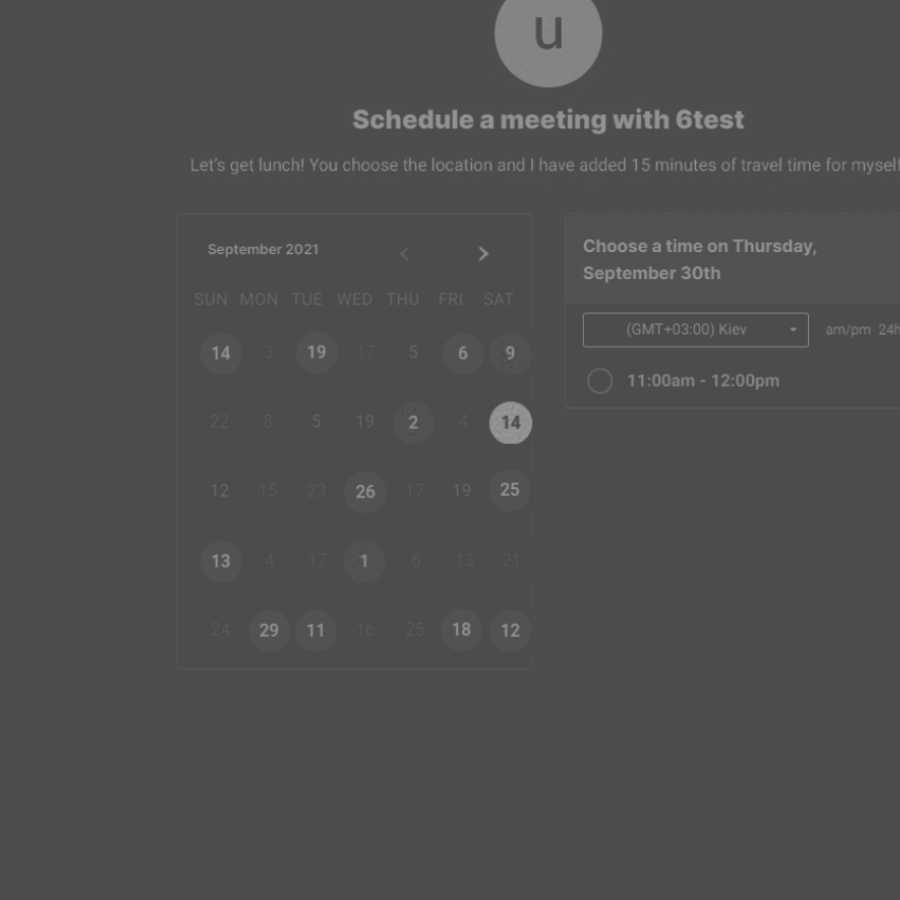 u
Schedule a meeting with 6test
Let's get lunch! You choose the location and I have added 15 minutes of travel time for myself
September 2021
SUN MON TUE WED THU FRI SAT
14 3 19 17 5 6 9
22 8 5 19 2 4 14
12 15 23 26 17 19 25
13 4 17 1 6 13 21
24 29 11 16 25 18 12
Choose a time on Thursday,
September 30th
(GMT+03:00) Kiev am/pm 24h
11:00am - 12:00pm